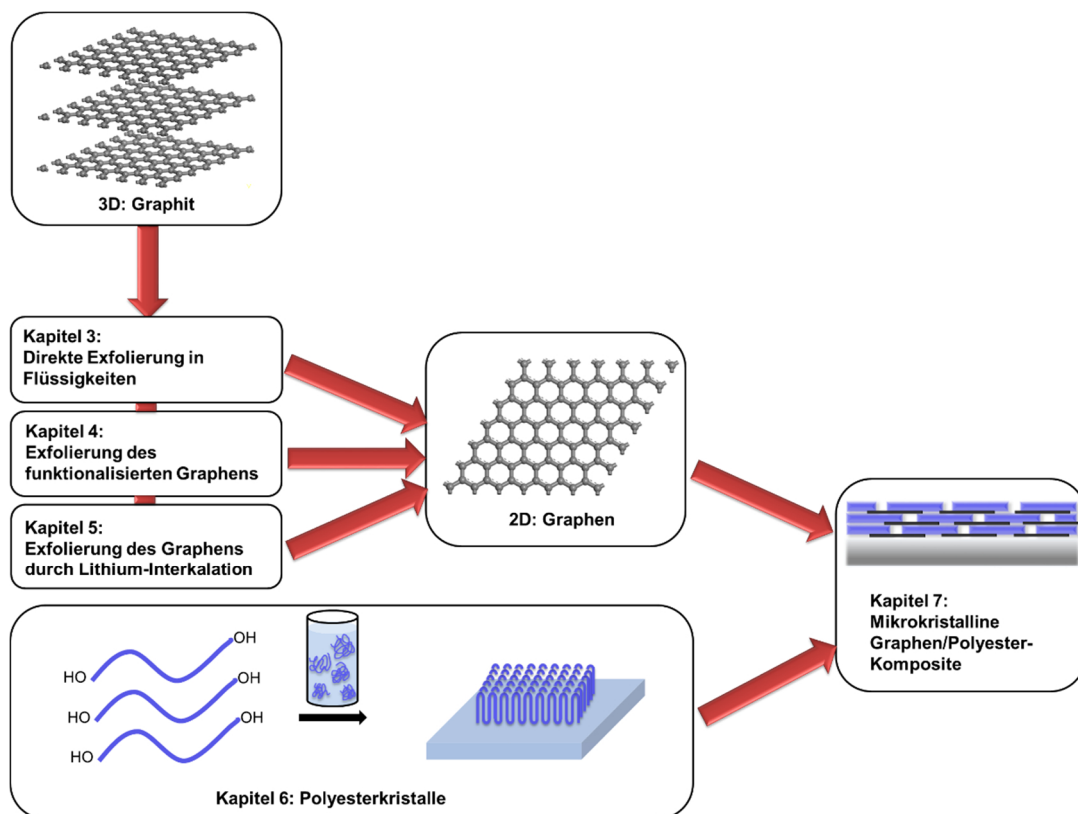 3D: Graphit
Kapitel 3:
Direkte Exfolierung in
Flüssigkeiten
Kapitel 4:
Exfolierung des
funktionalisierten Graphens
Kapitel 5:
Exfolierung des Graphens
durch Lithium-Interkalation
2D: Graphen
Kapitel 7:
Mikrokristalline
Graphen/Polyester-
Komposite
OH
HO
OH
HO
OH
HO
Kapitel 6: Polyesterkristalle